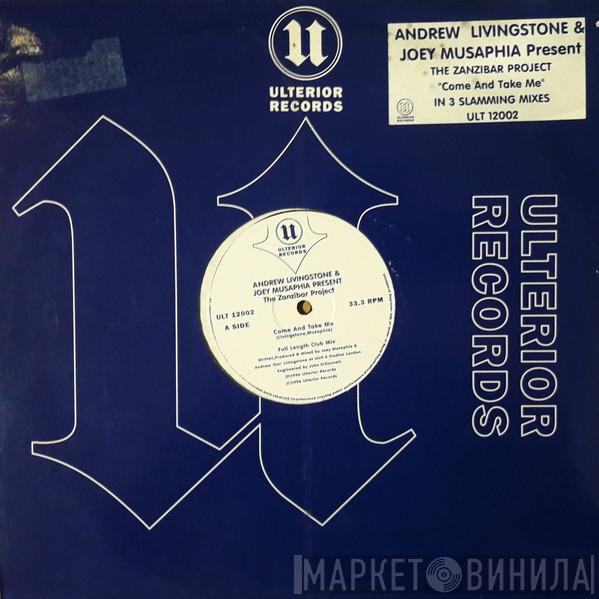 ULTERIOR
RECORDS
ANDREW LIVINGSTONE &
JOEY MUSAPHIA Present
THE ZANZIBAR PROJECT
"Come And Take Me"
IN 3 SLAMMING MIXES
ULT 12002
ULTERIOR
RECORDS
ULTERIOR
RECORDS
ULTERIOR
RECORDS
ANDREW LIVINGSTONE &
JOEY MUSAPHIA PRESENT
The Zanzibar Project
ULT 12002
A SIDE
33.3 RPM
Come And Take Me
(Livingstone,Musaphia)
Full Length Club Mix
Written,Produced & Mixed by Joey Musaphia &
Livingstone at Unit 5 Studios London.
Engineered by John O'Donnell.
(P)1996 Ulterior Records
(C)1996 Ulterior Records
МАРКЕТ ВИНИЛА